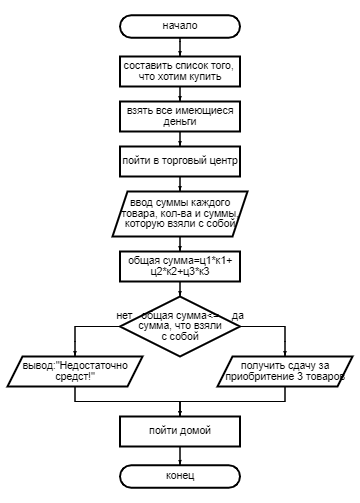 начало
составить список того,
что хотим купить
взять все имеющиеся
деньги
пойти в торговый центр
ввод суммы каждого
товара, кол-ва и суммы,
которую взяли с собой
общая сумма=ц1*к1+
ц2*к2+ц3*к3
нет
общая сумма<=
сумма, что взяли
с собой
да
вывод:"Недостаточно
средст!"
получить сдачу за
приобритение 3 товаров
пойти домой
конец